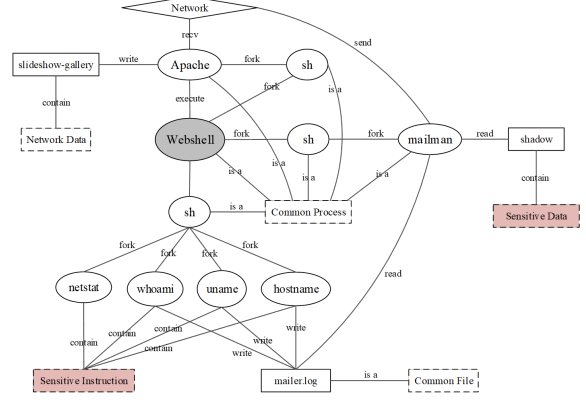 Network
recv
send
slideshow-gallery
write
Apache
fork
sh
fork
is a
contain
execute
Network Data
Webshell
fork
sh
fork
mailman
read
shadow
is a
is a
is a
is a
contain
sh
is a
Common Process
Sensitive Data
fork
fork
fork
fork
netstat
whoami
uname
hostname
read
contain
contain
contain
contain
write
write
write
Sensitive Instruction
mailer.log
is a
Common File